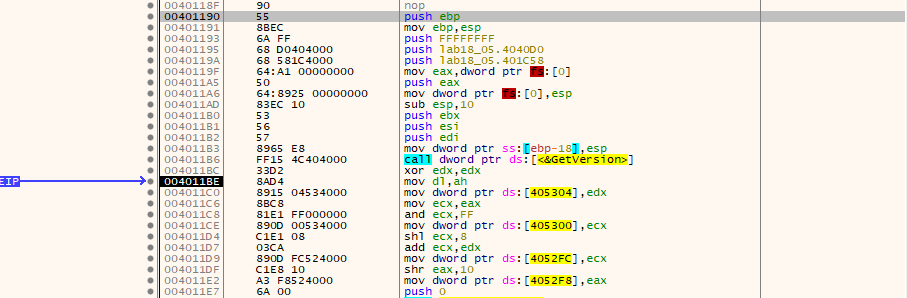 0040118F 90 nop
00401190 55 push ebp
00401191 8BEC mov ebp,esp
00401193 6A FF push FFFFFFFF
00401195 68 D0404000 push lab18_05.4040D0
0040119A 68 581C4000 push lab18_05.401C58
0040119F 64:A1 00000000 mov eax,dword ptr fs:[0]
004011A5 50 push eax
004011A6 64:8925 00000000 mov dword ptr fs:[0],esp
004011AD 83EC 10 sub esp,10
004011B0 53 push ebx
004011B1 56 push esi
004011B2 57 push edi
004011B3 8965 E8 mov dword ptr ss:[ebp-18],esp
004011B6 FF15 4C404000 call dword ptr ds:[<&GetVersion>]
004011BC 33D2 xor edx,edx
EIP 004011BE 8AD4 mov dl,ah
004011C0 8915 04534000 mov dword ptr ds:[405304],edx
004011C6 8BC8 mov ecx,eax
004011C8 81E1 FF000000 and ecx,FF
004011CE 890D 00534000 mov dword ptr ds:[405300],ecx
004011D4 C1E1 08 shl ecx,8
004011D7 03CA add ecx,edx
004011D9 890D FC524000 mov dword ptr ds:[4052FC],ecx
004011DF C1E8 10 shr eax,10
004011E2 A3 F8524000 mov dword ptr ds:[4052F8],eax
004011E7 6A 00 push 0